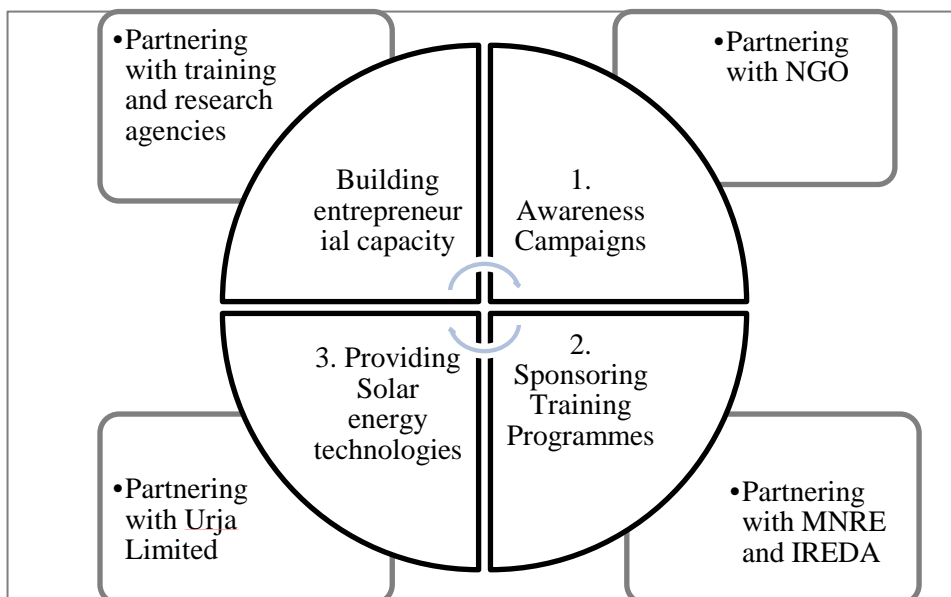 •Partnering
with training
and research
agencies
•Partnering
with NGO
Building
entrepreneur
ial capacity
1.
Awareness
Campaigns
3. Providing
Solar
energy
technologies
2.
Sponsoring
Training
Programmes
•Partnering
with Urja
Limited
•Partnering
with MNRE
and IREDA